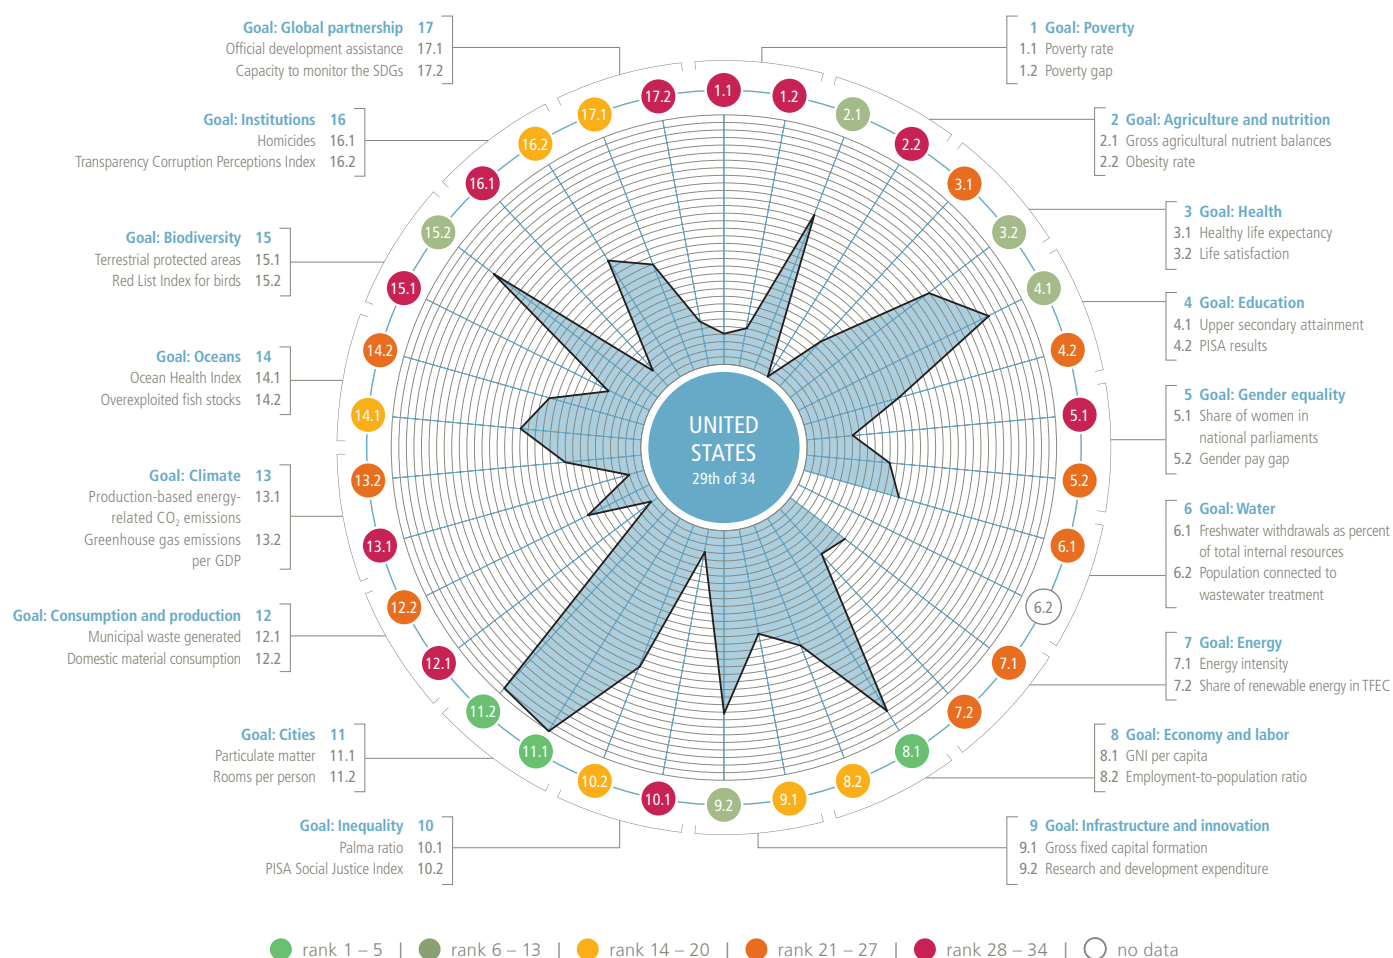 Goal: Global partnership 17
Official development assistance 17.1
Capacity to monitor the SDGs 17.2
Goal: Institutions 16
Homicides 16.1
Transparency Corruption Perceptions Index 16.2
Goal: Biodiversity 15
Terrestrial protected areas 15.1
Red List Index for birds 15.2
Goal: Oceans 14
Ocean Health Index 14.1
Overexploited fish stocks 14.2
Goal: Climate 13
Production-based energy- 13.1
related CO₂ emissions
Greenhouse gas emissions 13.2
per GDP
Goal: Consumption and production 12
Municipal waste generated 12.1
Domestic material consumption 12.2
Goal: Cities 11
Particulate matter 11.1
Rooms per person 11.2
Goal: Inequality 10
Palma ratio 10.1
PISA Social Justice Index 10.2
1 Goal: Poverty
1.1 Poverty rate
1.2 Poverty gap
2 Goal: Agriculture and nutrition
2.1 Gross agricultural nutrient balances
2.2 Obesity rate
3 Goal: Health
3.1 Healthy life expectancy
3.2 Life satisfaction
4 Goal: Education
4.1 Upper secondary attainment
4.2 PISA results
5 Goal: Gender equality
5.1 Share of women in
national parliaments
5.2 Gender pay gap
6 Goal: Water
6.1 Freshwater withdrawals as percent
of total internal resources
6.2 Population connected to
wastewater treatment
7 Goal: Energy
7.1 Energy intensity
7.2 Share of renewable energy in TFEC
8 Goal: Economy and labor
8.1 GNI per capita
8.2 Employment-to-population ratio
9 Goal: Infrastructure and innovation
9.1 Gross fixed capital formation
9.2 Research and development expenditure
1.1
1.2
2.1
2.2
3.1
3.2
4.1
4.2
5.1
5.2
6.1
6.2
7.1
7.2
8.1
8.2
9.1
9.2
10.1
10.2
11.1
11.2
12.1
12.2
13.1
13.2
14.1
14.2
15.1
15.2
16.1
16.2
17.1
17.2
UNITED
STATES
29th of 34
rank 1 – 5 | rank 6 – 13 | rank 14 – 20 | rank 21 – 27 | rank 28 – 34 | no data